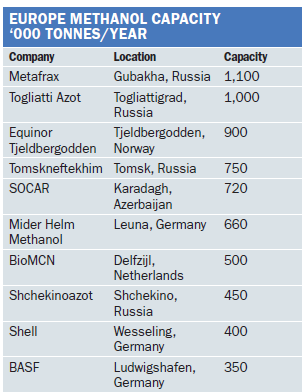 EUROPE METHANOL CAPACITY
‘000 TONNES/YEAR
Company Location Capacity
Metafrax Gubakha, Russia 1,100
Togliatti Azot Togliattigrad, 1,000
Russia
Equinor Tjeldbergodden, 900
Tjeldbergodden Norway
Tomskneftekhim Tomsk, Russia 750
SOCAR Karadagh, 720
Azerbaijan
Mider Helm Leuna, Germany 660
Methanol
BioMCN Delfzijl, 500
Netherlands
Shchekinoazot Shchekino, 450
Russia
Shell Wesseling, 400
Germany
BASF Ludwigshafen, 350
Germany